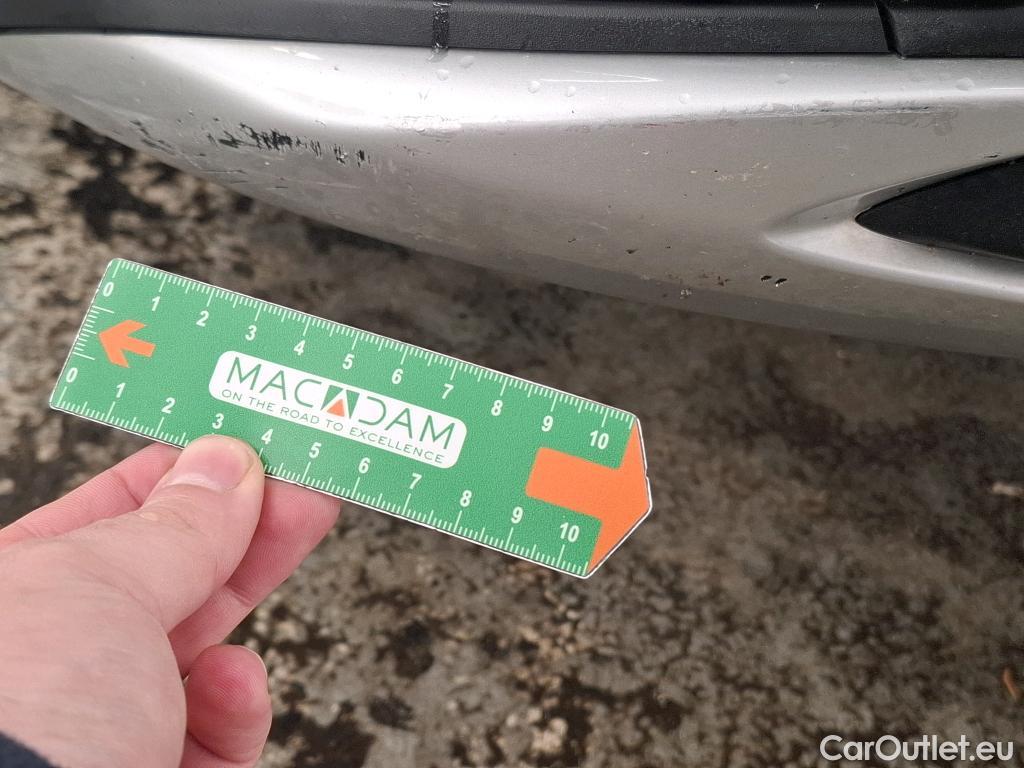 0 1 2 3 4 5 6 7 8 9 10
MACADAM
ON THE ROAD TO EXCELLENCE
0 1 2 3 4 5 6 7 8 9 10
CarOutlet.eu